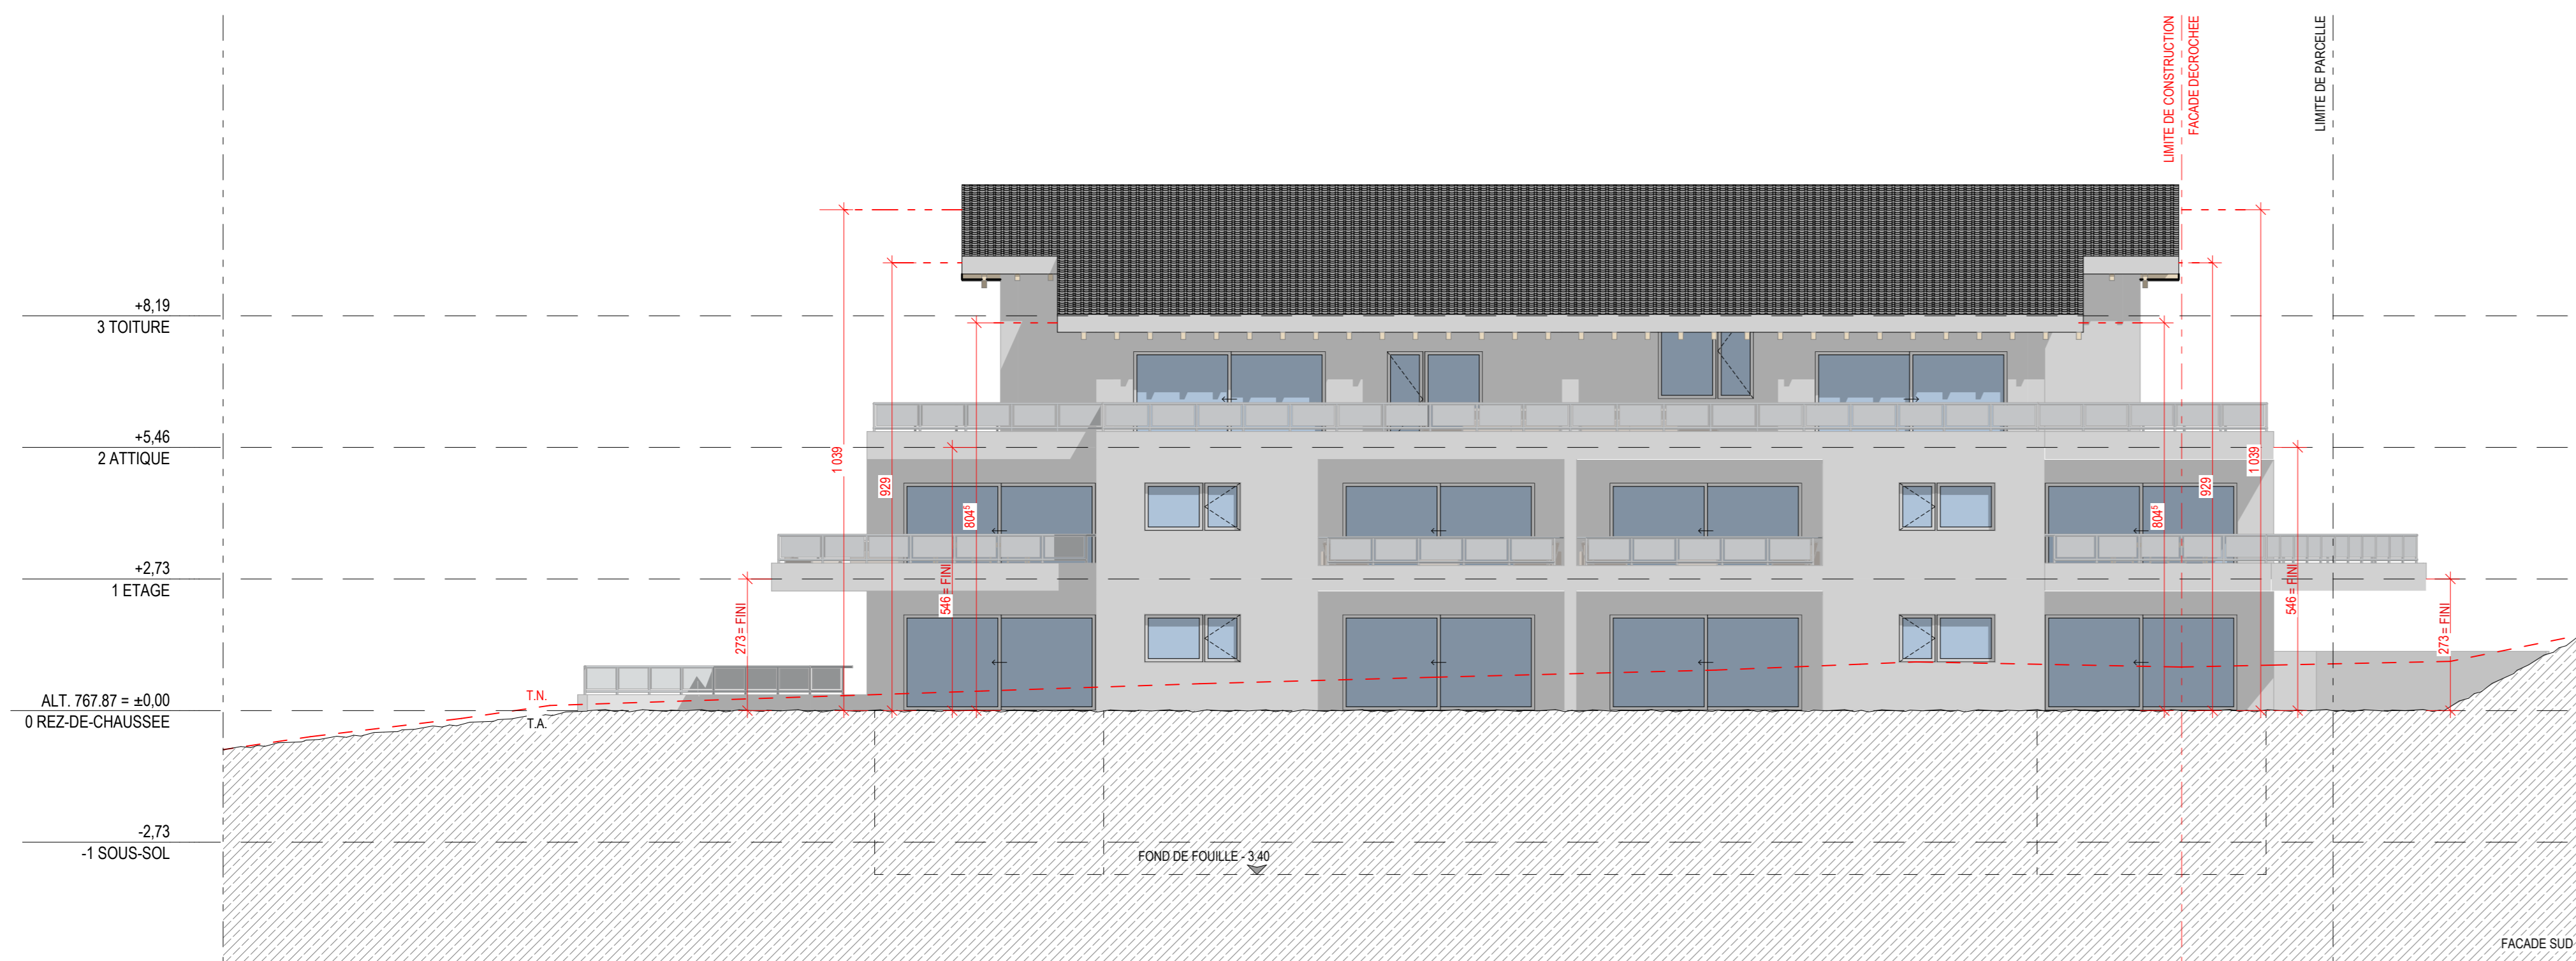 LIMITE DE CONSTRUCTION
FACADE DECROCHEE
LIMITE DE PARCELLE
+8,19
3 TOITURE
+5,46
2 ATTIQUE
+2,73
1 ETAGE
ALT. 767.87 = ±0,00
0 REZ-DE-CHAUSSEE
-2,73
-1 SOUS-SOL
T.N.
T.A.
273 = FINI
1 039
929
546 = FINI
804⁵
804⁵
929
1 039
546 = FINI
273 = FINI
FOND DE FOUILLE - 3,40
FACADE SUD